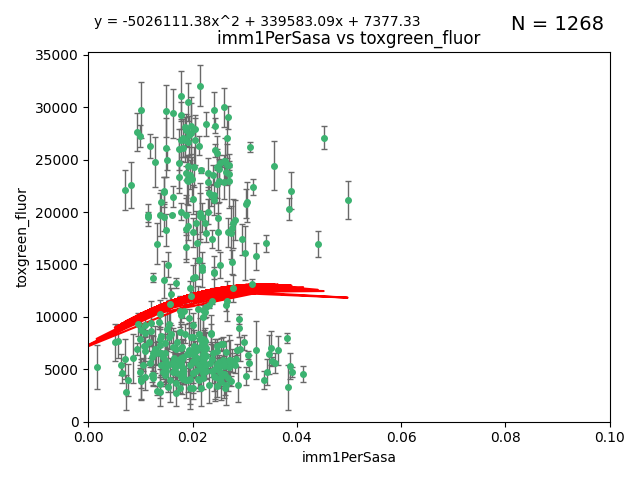 y = -5026111.38x^2 + 339583.09x + 7377.33
N = 1268
imm1PerSasa vs toxgreen_fluor
35000
30000
25000
20000
15000
10000
5000
0
toxgreen_fluor
0.00 0.02 0.04 0.06 0.08 0.10
imm1PerSasa